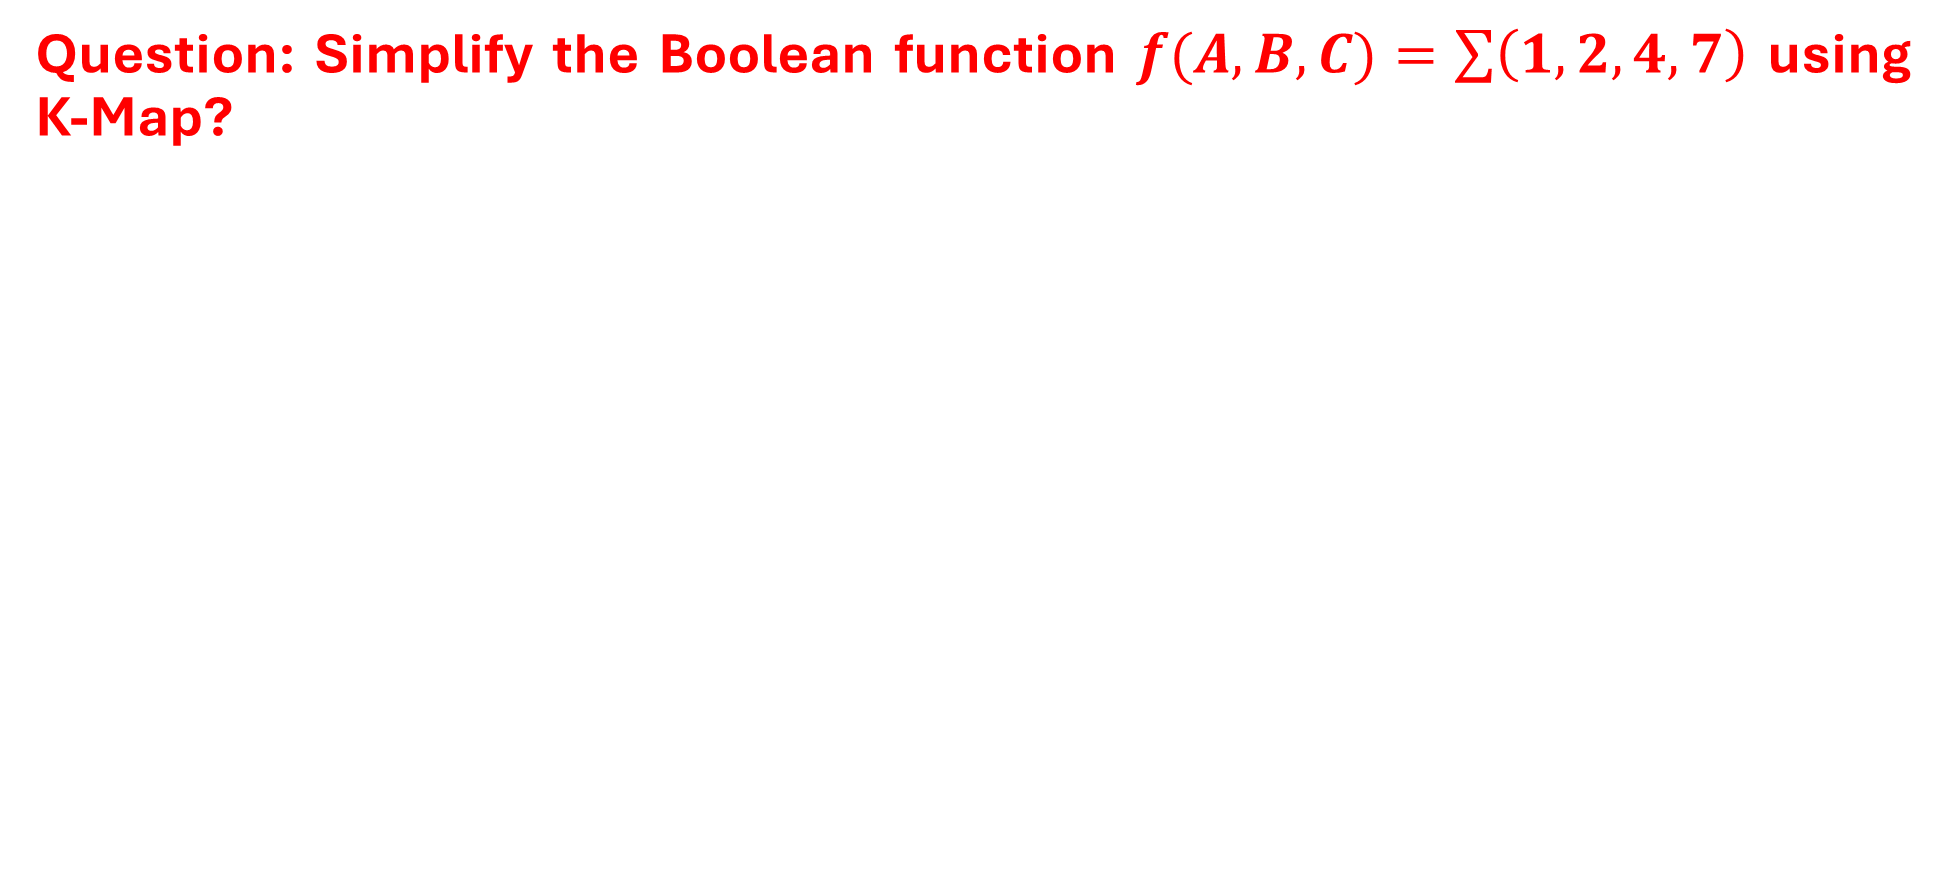 Question: Simplify the Boolean function f(A, B, C) = ∑(1, 2, 4, 7) using
K-Map?